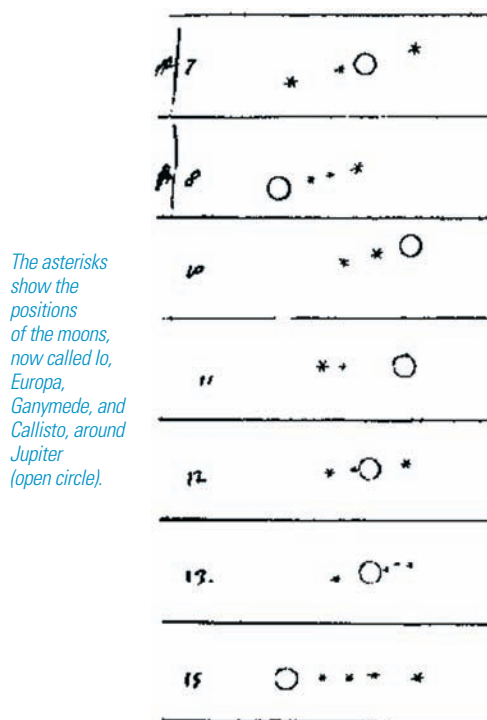 7
8
10
The asterisks
show the
positions
of the moons,
now called Io,
Europa,
Ganymede, and
Callisto, around
Jupiter
(open circle).
11
12
13.
15